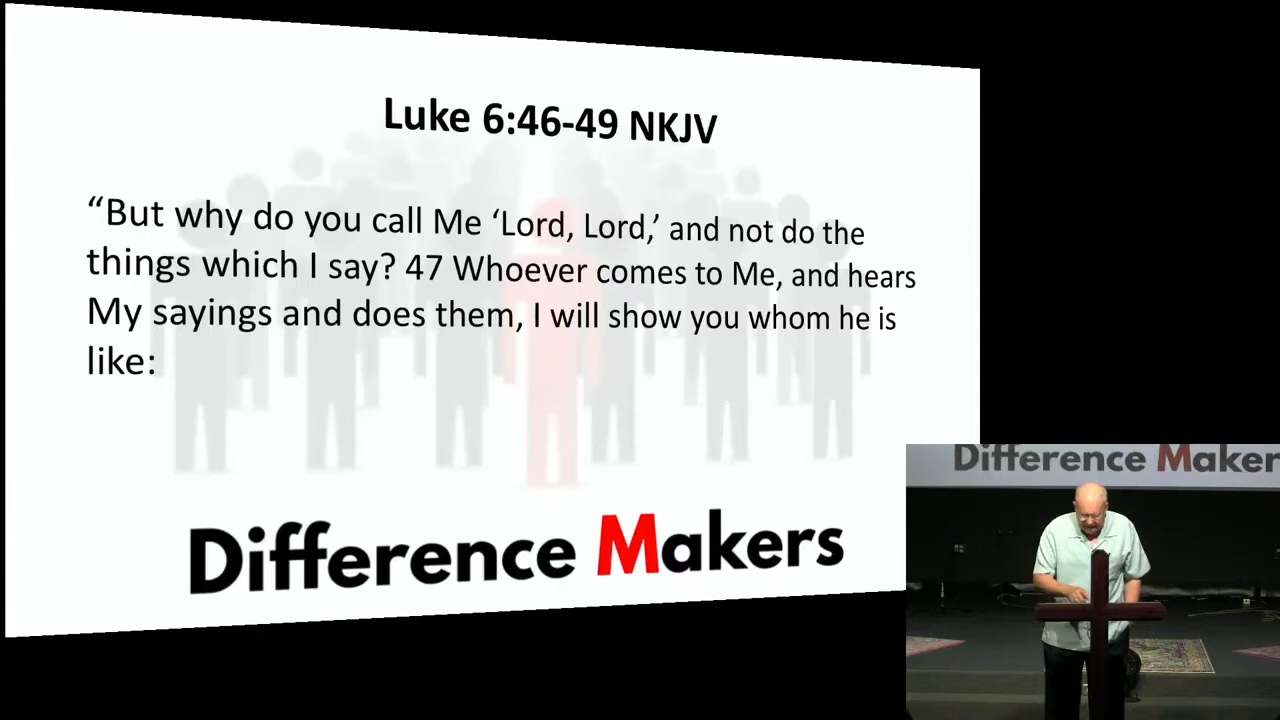 Luke 6:46-49 NKJV
“But why do you call Me ‘Lord, Lord,’ and not do the
things which I say? 47 Whoever comes to Me, and hears
My sayings and does them, I will show you whom he is
like:
Difference Makers
Difference Maker